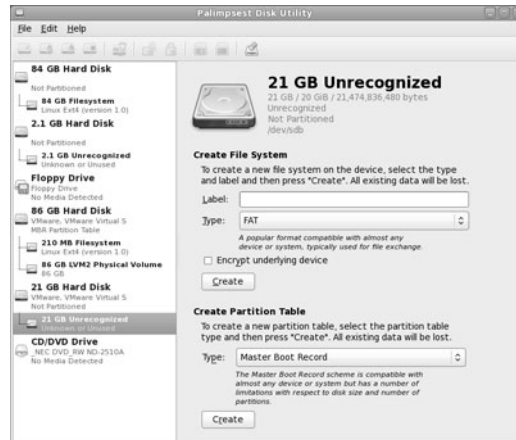 Palimpsest Disk Utility
File Edit Help
84 GB Hard Disk
Not Partitioned
84 GB Filesystem
Linux Ext4 (version 1.0)
2.1 GB Hard Disk
Not Partitioned
2.1 GB Unrecognized
Unknown or Unused
Floppy Drive
Floppy Drive
No Media Detected
86 GB Hard Disk
VMware, VMware Virtual S
MBR Partition Table
210 MB Filesystem
Linux Ext4 (version 1.0)
86 GB LVM2 Physical Volume
86 GB
21 GB Hard Disk
VMware, VMware Virtual S
Not Partitioned
21 GB Unrecognized
Unknown or Unused
CD/DVD Drive
_NEC DVD_RW ND-2510A
No Media Detected
21 GB Unrecognized
21 GB / 20 GiB / 21,474,836,480 bytes
Unrecognized
Not Partitioned
/dev/sdb
Create File System
To create a new file system on the device, select the type
and label and then press "Create". All existing data will be lost.
Label:
Type: FAT
A popular format compatible with almost any
device or system, typically used for file exchange.
Encrypt underlying device
Create
Create Partition Table
To create a new partition table, select the partition table
type and then press "Create". All existing data will be lost.
Type: Master Boot Record
The Master Boot Record scheme is compatible with
almost any device or system but has a number of
limitations with respect to disk size and number of
partitions.
Create